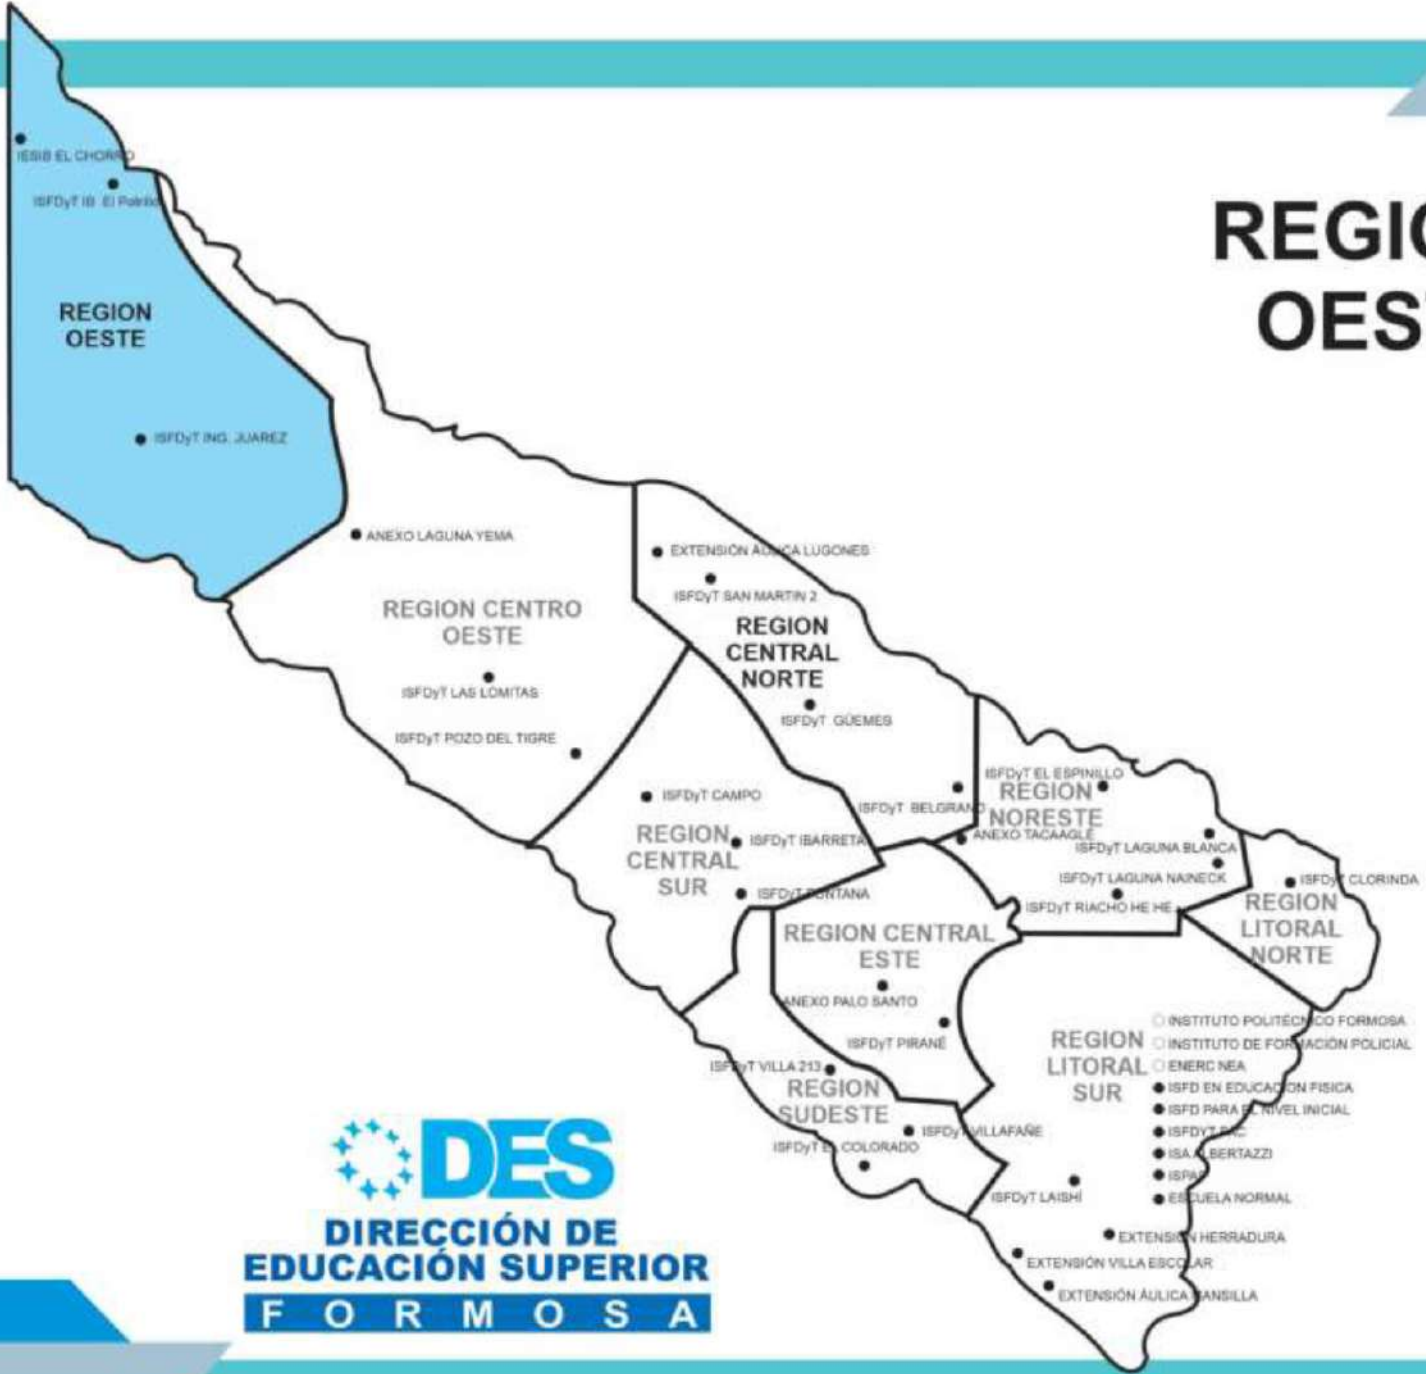 REGIO
OES
IESIB EL CHORRO
ISFDyT IB El Potrillo
REGION
OESTE
ISFDyT ING. JUAREZ
ANEXO LAGUNA YEMA
REGION CENTRO
OESTE
ISFDyT LAS LOMITAS
ISFDyT POZO DEL TIGRE
EXTENSIÓN ÁULICA LUGONES
ISFDyT SAN MARTIN 2
REGION
CENTRAL
NORTE
ISFDyT GÜEMES
ISFDyT BELGRANO
ISFDyT CAMPO
REGION
CENTRAL
SUR
ISFDyT IBARRETA
ISFDyT FONTANA
ISFDyT EL ESPINILLO
REGION
NORESTE
ANEXO TACAAGLÉ
ISFDyT LAGUNA BLANCA
ISFDyT LAGUNA NAINECK
ISFDyT RIACHO HE HE
ISFDyT CLORINDA
REGION
LITORAL
NORTE
REGION CENTRAL
ESTE
ANEXO PALO SANTO
ISFDyT PIRANÉ
ISFDyT VILLA 213
REGION
SUDESTE
ISFDyT VILLAFAÑE
ISFDyT EL COLORADO
REGION
LITORAL
SUR
INSTITUTO POLITÉCNICO FORMOSA
INSTITUTO DE FORMACIÓN POLICIAL
ENERC NEA
ISFD EN EDUCACION FISICA
ISFD PARA EL NIVEL INICIAL
ISFDYT
ISA ALBERTAZZI
ESCUELA NORMAL
ISFDyT LAISHÍ
EXTENSIÓN HERRADURA
EXTENSIÓN VILLA ESCOLAR
EXTENSIÓN ÁULICA MANSILLA
DES
DIRECCIÓN DE
EDUCACIÓN SUPERIOR
FORMOSA